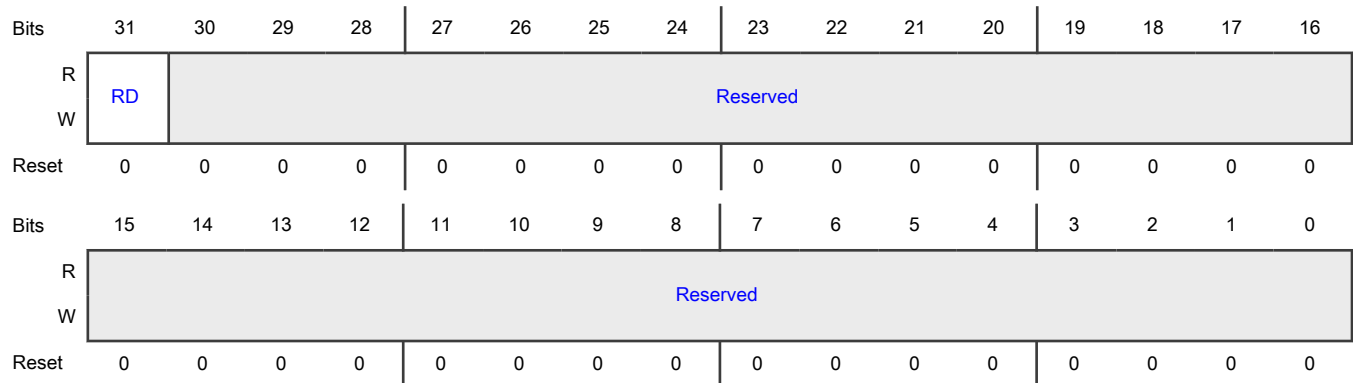 Bits 31 30 29 28 27 26 25 24 23 22 21 20 19 18 17 16
R
RD Reserved
W
Reset 0 0 0 0 0 0 0 0 0 0 0 0 0 0 0 0
Bits 15 14 13 12 11 10 9 8 7 6 5 4 3 2 1 0
R
Reserved
W
Reset 0 0 0 0 0 0 0 0 0 0 0 0 0 0 0 0